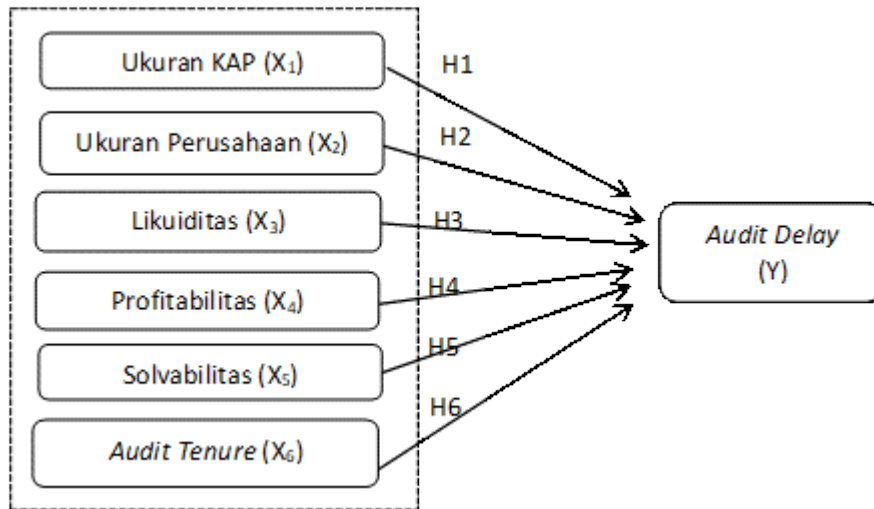 Ukuran KAP (X₁)
H1
Ukuran Perusahaan (X₂)
H2
Likuiditas (X₃)
H3
Audit Delay
(Y)
Profitabilitas (X₄)
H4
Solvabilitas (X₅)
H5
Audit Tenure (X₆)
H6